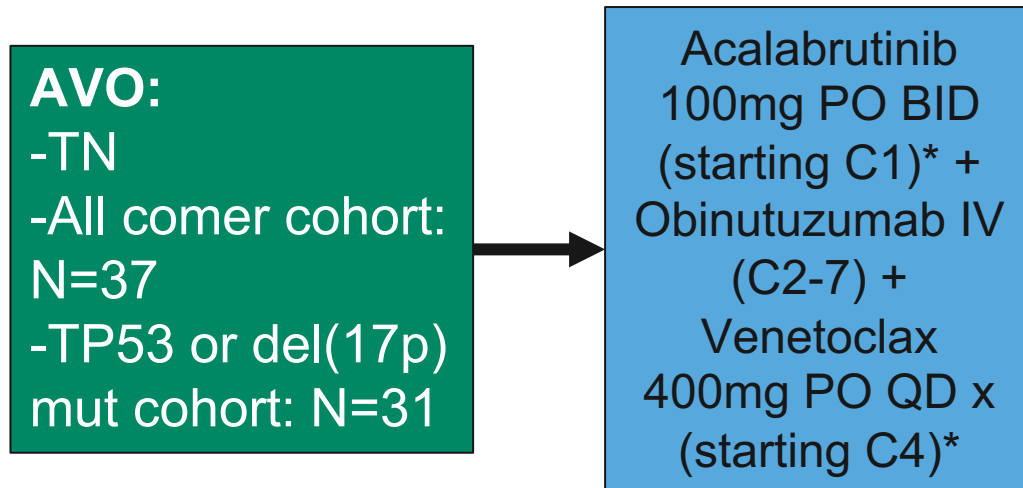 AVO:
-TN
-All comer cohort:
N=37
-TP53 or del(17p)
mut cohort: N=31
Acalabrutinib
100mg PO BID
(starting C1)* +
Obinutuzumab IV
(C2-7) +
Venetoclax
400mg PO QD x
(starting C4)*